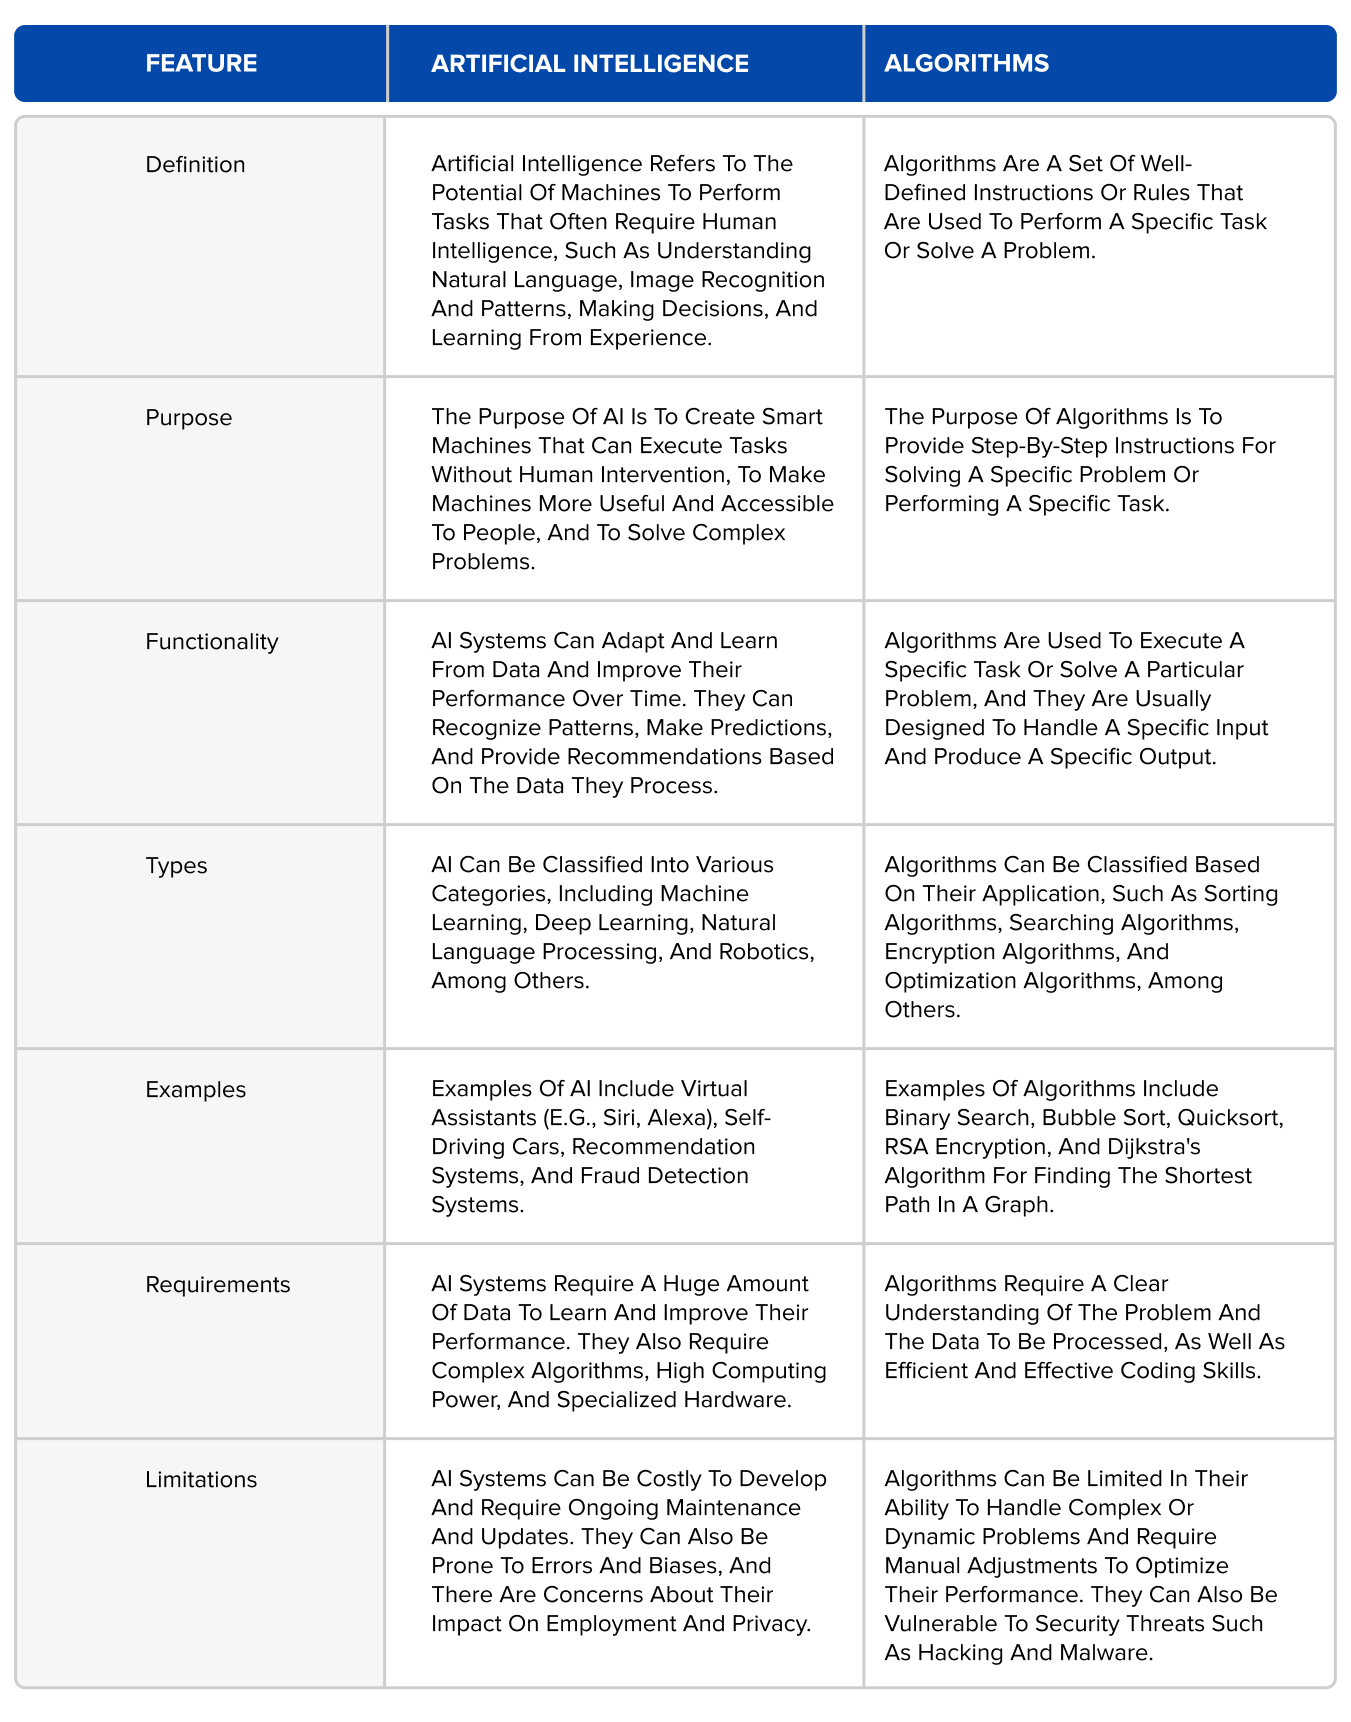 FEATURE
ARTIFICIAL INTELLIGENCE
ALGORITHMS
Definition
Artificial Intelligence Refers To The
Potential Of Machines To Perform
Tasks That Often Require Human
Intelligence, Such As Understanding
Natural Language, Image Recognition
And Patterns, Making Decisions, And
Learning From Experience.
Algorithms Are A Set Of Well-
Defined Instructions Or Rules That
Are Used To Perform A Specific Task
Or Solve A Problem.
Purpose
The Purpose Of AI Is To Create Smart
Machines That Can Execute Tasks
Without Human Intervention, To Make
Machines More Useful And Accessible
To People, And To Solve Complex
Problems.
The Purpose Of Algorithms Is To
Provide Step-By-Step Instructions For
Solving A Specific Problem Or
Performing A Specific Task.
Functionality
AI Systems Can Adapt And Learn
From Data And Improve Their
Performance Over Time. They Can
Recognize Patterns, Make Predictions,
And Provide Recommendations Based
On The Data They Process.
Algorithms Are Used To Execute A
Specific Task Or Solve A Particular
Problem, And They Are Usually
Designed To Handle A Specific Input
And Produce A Specific Output.
Types
AI Can Be Classified Into Various
Categories, Including Machine
Learning, Deep Learning, Natural
Language Processing, And Robotics,
Among Others.
Algorithms Can Be Classified Based
On Their Application, Such As Sorting
Algorithms, Searching Algorithms,
Encryption Algorithms, And
Optimization Algorithms, Among
Others.
Examples
Examples Of AI Include Virtual
Assistants (E.G., Siri, Alexa), Self-
Driving Cars, Recommendation
Systems, And Fraud Detection
Systems.
Examples Of Algorithms Include
Binary Search, Bubble Sort, Quicksort,
RSA Encryption, And Dijkstra's
Algorithm For Finding The Shortest
Path In A Graph.
Requirements
AI Systems Require A Huge Amount
Of Data To Learn And Improve Their
Performance. They Also Require
Complex Algorithms, High Computing
Power, And Specialized Hardware.
Algorithms Require A Clear
Understanding Of The Problem And
The Data To Be Processed, As Well As
Efficient And Effective Coding Skills.
Limitations
AI Systems Can Be Costly To Develop
And Require Ongoing Maintenance
And Updates. They Can Also Be
Prone To Errors And Biases, And
There Are Concerns About Their
Impact On Employment And Privacy.
Algorithms Can Be Limited In Their
Ability To Handle Complex Or
Dynamic Problems And Require
Manual Adjustments To Optimize
Their Performance. They Can Also Be
Vulnerable To Security Threats Such
As Hacking And Malware.